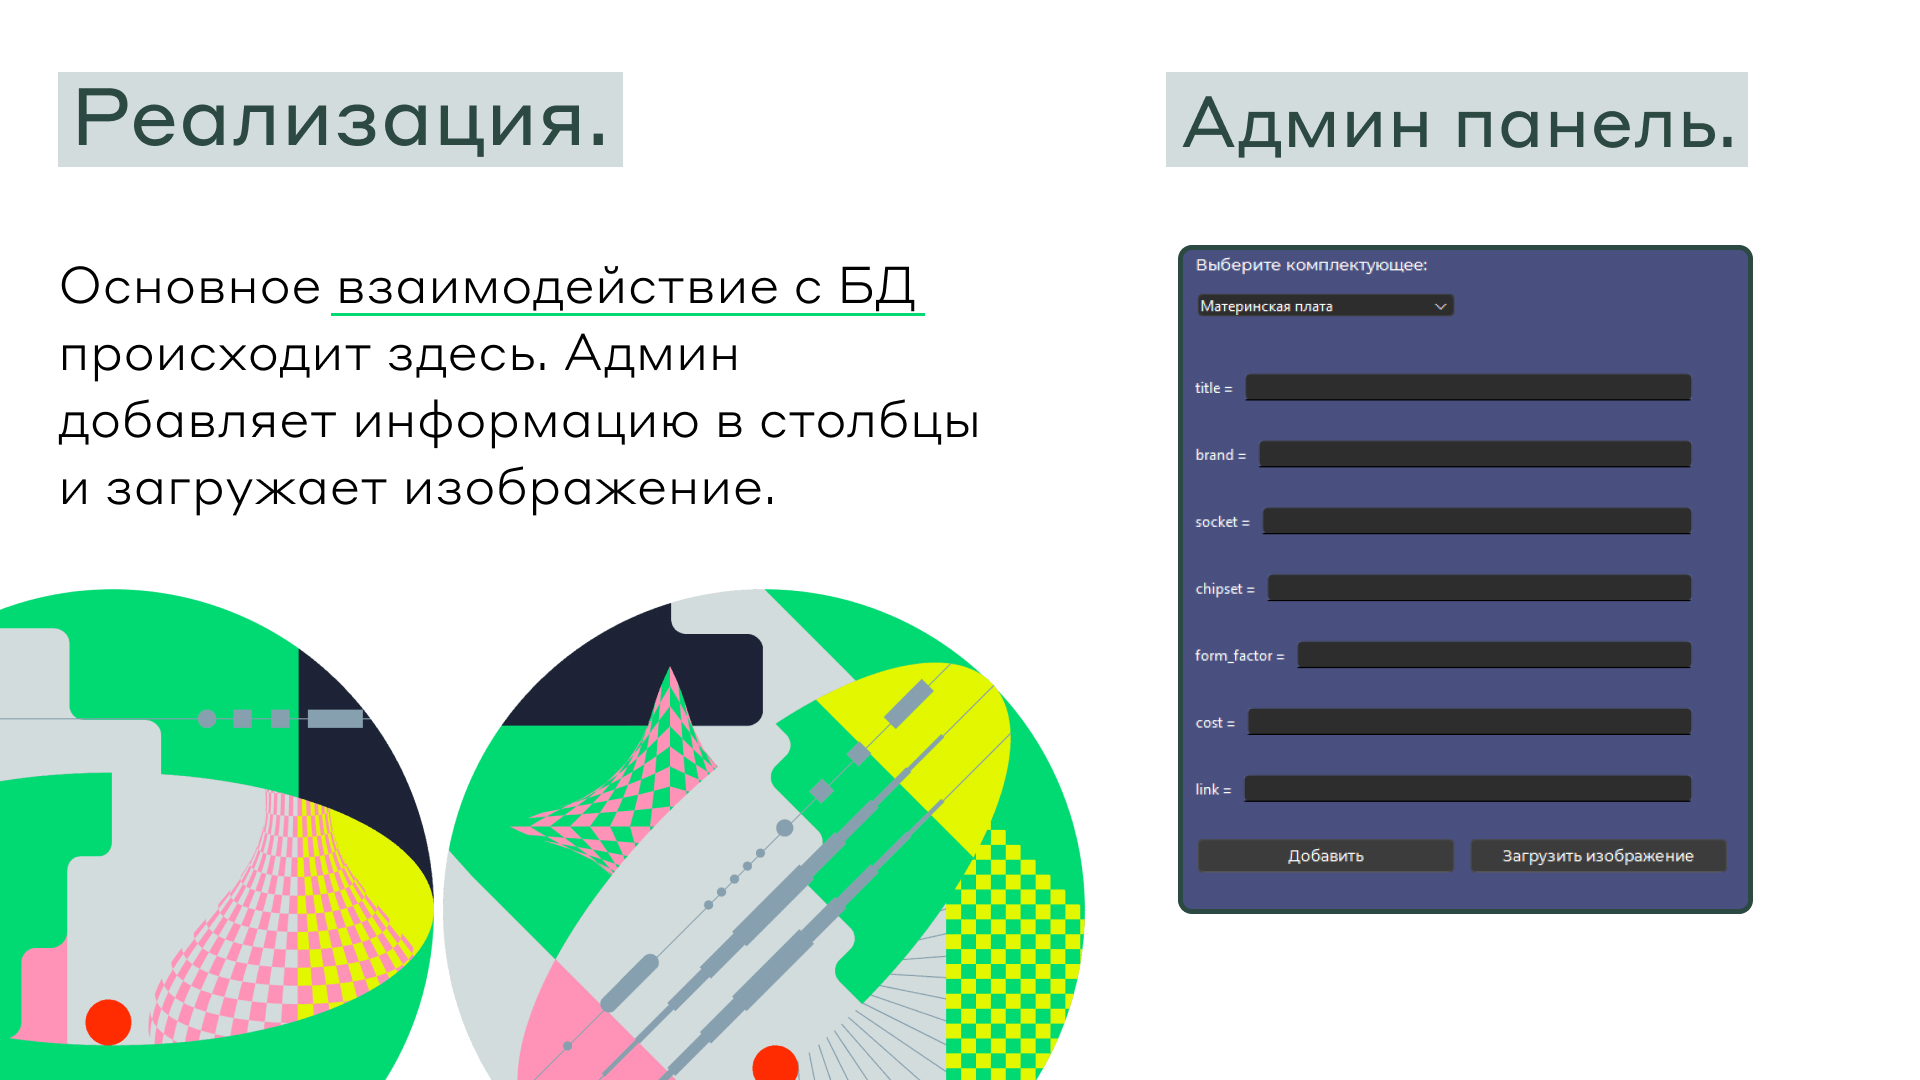 Реализация.
Админ панель.
Основное взаимодействие с БД
происходит здесь. Админ
добавляет информацию в столбцы
и загружает изображение.
Выберите комплектующее:
Материнская плата
title =
brand =
socket =
chipset =
form_factor =
cost =
link =
Добавить
Загрузить изображение